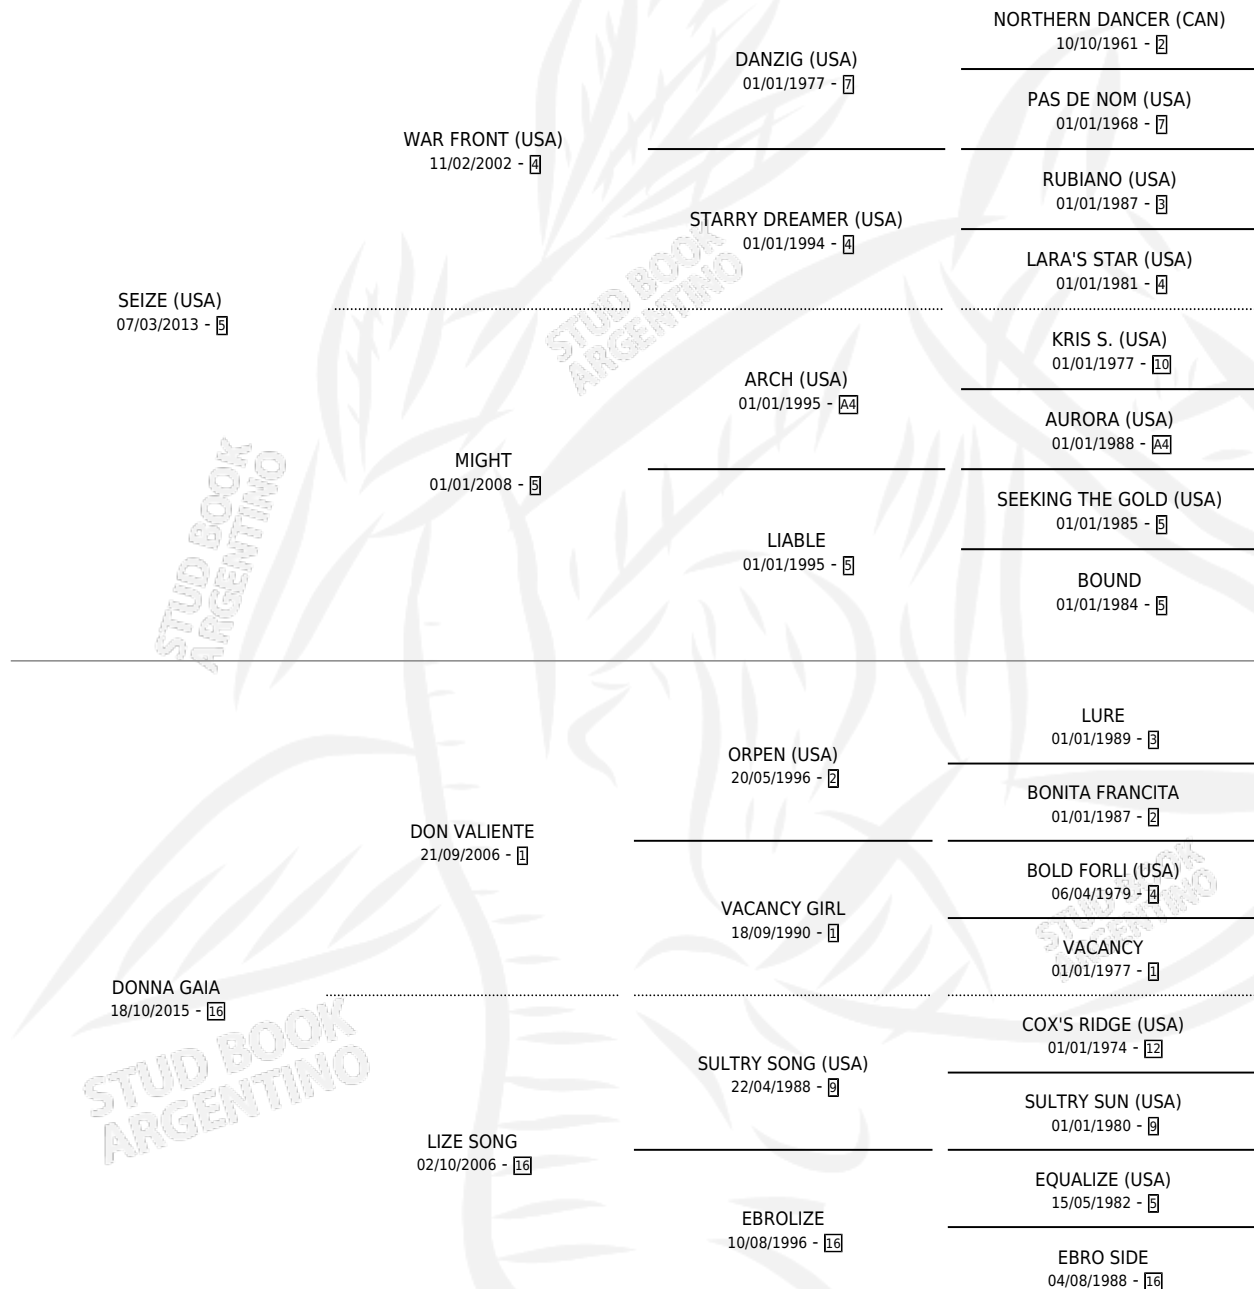 NORTHERN DANCER (CAN)
10/10/1961 - 2
DANZIG (USA)
01/01/1977 - 7
PAS DE NOM (USA)
01/01/1968 - 7
WAR FRONT (USA)
11/02/2002 - 4
RUBIANO (USA)
01/01/1987 - 3
STARRY DREAMER (USA)
01/01/1994 - 4
LARA'S STAR (USA)
01/01/1981 - 4
SEIZE (USA)
07/03/2013 - 5
KRIS S. (USA)
01/01/1977 - 10
ARCH (USA)
01/01/1995 - A4
AURORA (USA)
01/01/1988 - A4
MIGHT
01/01/2008 - 5
SEEKING THE GOLD (USA)
01/01/1985 - 5
LIABLE
01/01/1995 - 5
BOUND
01/01/1984 - 5
LURE
01/01/1989 - 3
ORPEN (USA)
20/05/1996 - 2
BONITA FRANCITA
01/01/1987 - 2
DON VALIENTE
21/09/2006 - 1
BOLD FORLI (USA)
06/04/1979 - 4
VACANCY GIRL
18/09/1990 - 1
VACANCY
01/01/1977 - 1
DONNA GAIA
18/10/2015 - 16
COX'S RIDGE (USA)
01/01/1974 - 12
SULTRY SONG (USA)
22/04/1988 - 9
SULTRY SUN (USA)
01/01/1980 - 9
LIZE SONG
02/10/2006 - 16
EQUALIZE (USA)
15/05/1982 - 5
EBROLIZE
10/08/1996 - 16
EBRO SIDE
04/08/1988 - 16
STUD BOOK
ARGENTINO
STUD BOOK
ARGENTINO
STUD BOOK
ARGENTINO
STUD BOOK
ARGENTINO